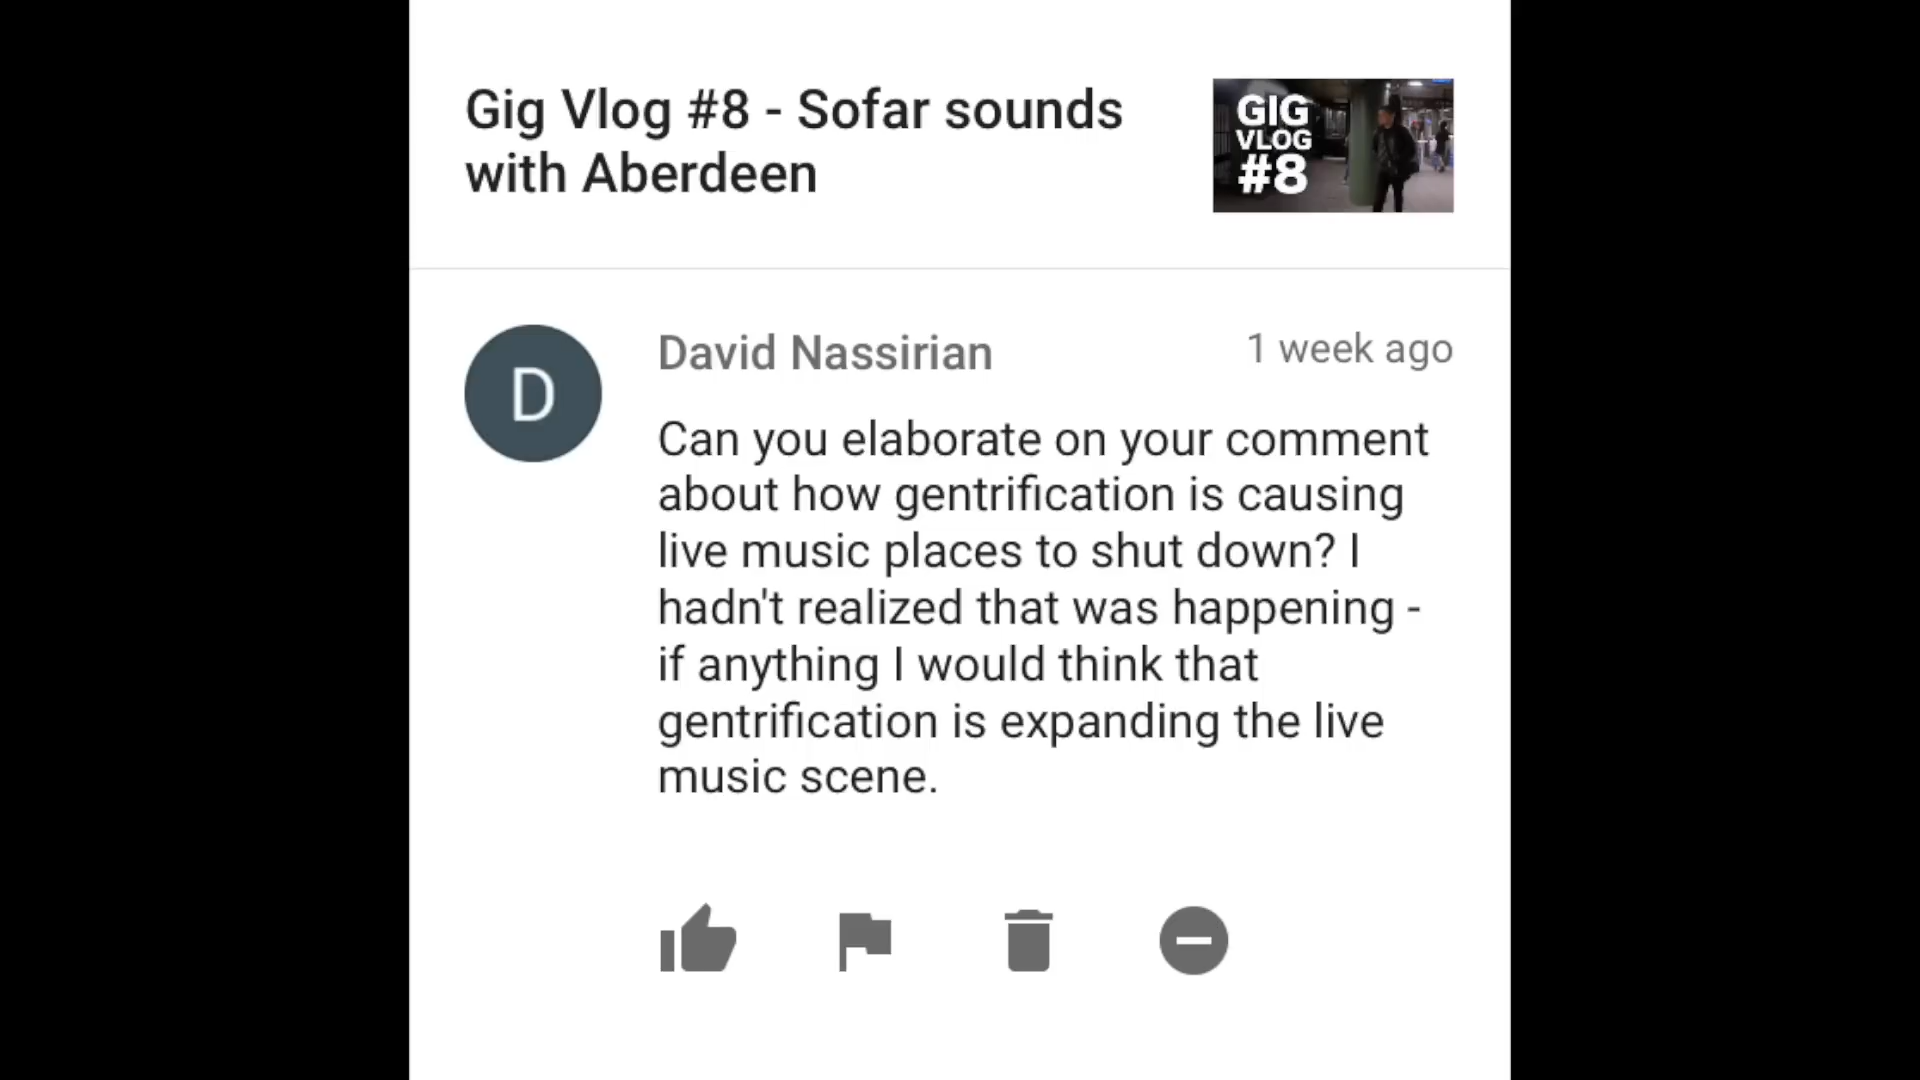 Gig Vlog #8 - Sofar sounds
with Aberdeen
GIG
VLOG
#8
D
David Nassirian
1 week ago
Can you elaborate on your comment
about how gentrification is causing
live music places to shut down? I
hadn't realized that was happening -
if anything I would think that
gentrification is expanding the live
music scene.